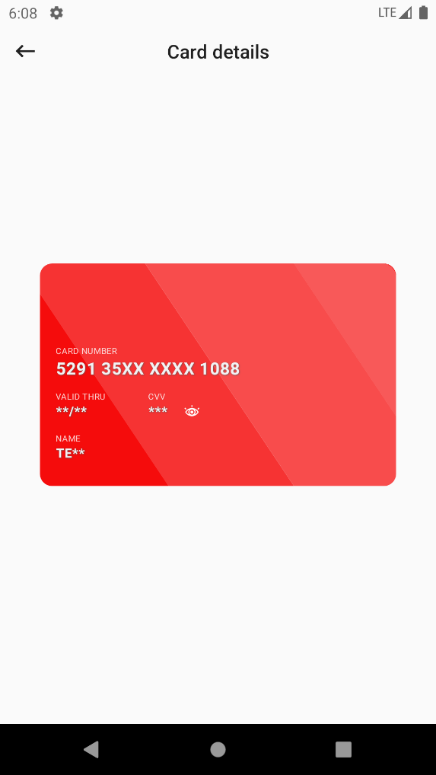 6:08 LTE
Card details
CARD NUMBER
5291 35XX XXXX 1088
VALID THRU CVV
**/** ***
NAME
TE**